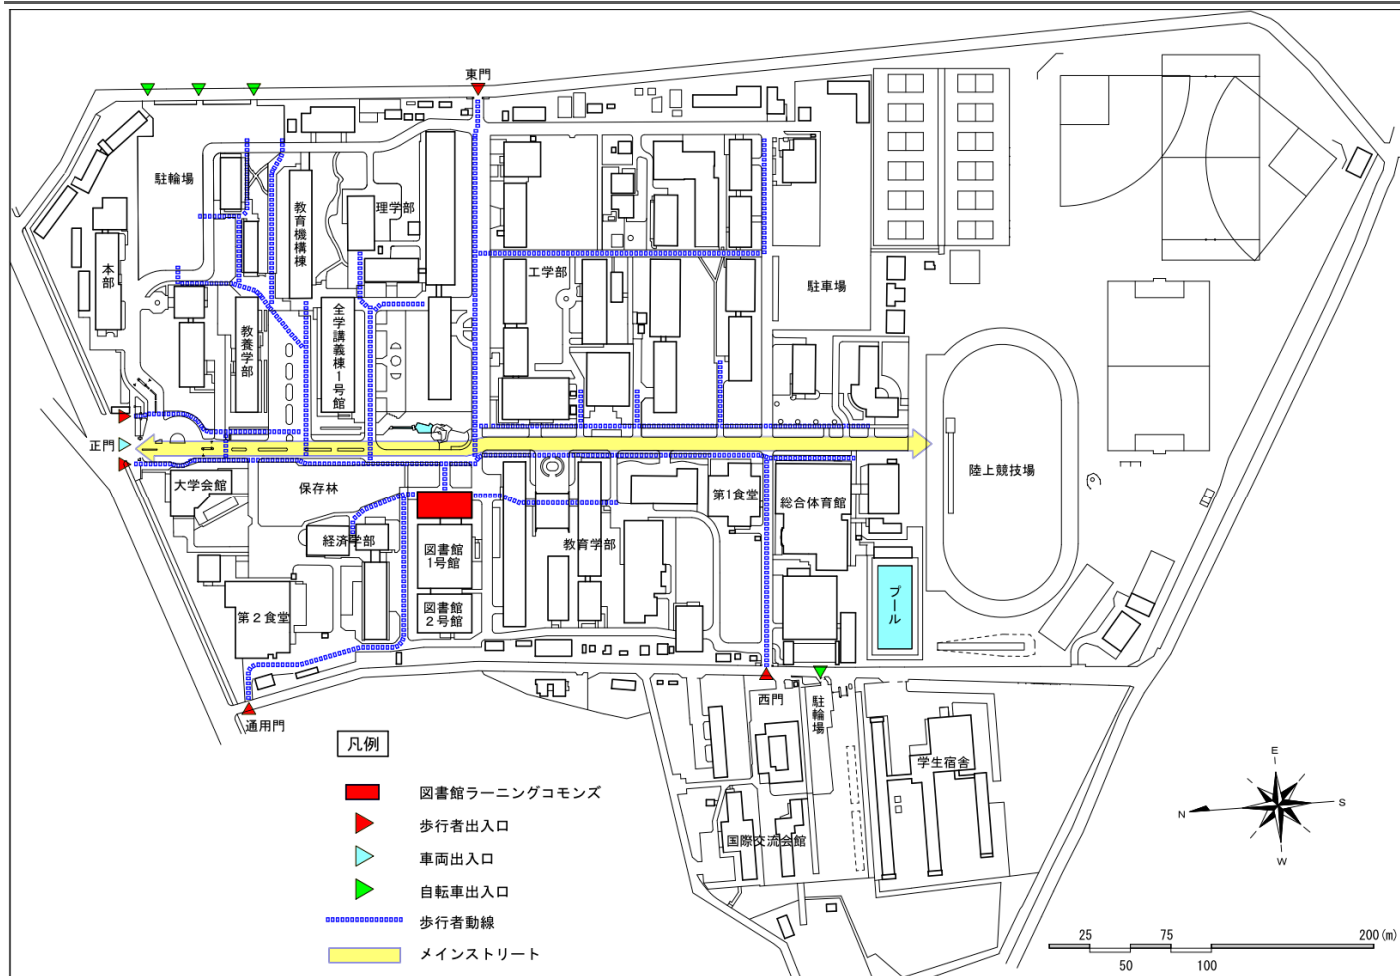 東門
駐輪場
教育機構棟
理学部
本部
工学部
駐車場
教養学部
全学講義棟1号館
正門
大学会館
保存林
第1食堂
総合体育館
陸上競技場
経済学部
図書館
1号館
教育学部
プール
図書館
2号館
第2食堂
通用門
西門
駐輪場
学生宿舎
国際交流会館
凡例
図書館ラーニングコモンズ
歩行者出入口
車両出入口
自転車出入口
歩行者動線
メインストリート
E
N
S
W
25
75
200(m)
50
100